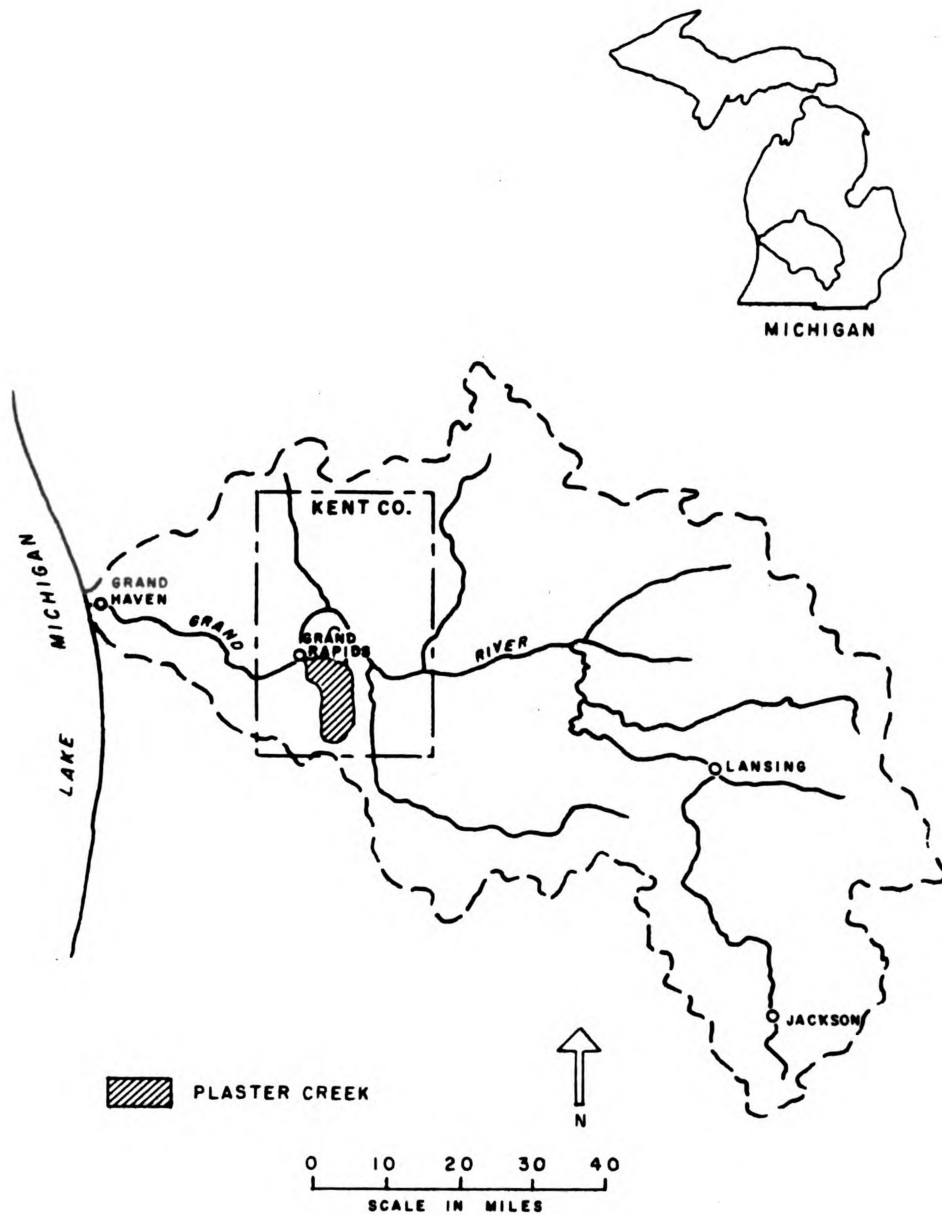 MICHIGAN
KENT CO.
LAKE MICHIGAN
GRAND
HAVEN
GRAND RIVER
GRAND
RAPIDS
LANSING
JACKSON
PLASTER CREEK
N
0 10 20 30 40
SCALE IN MILES